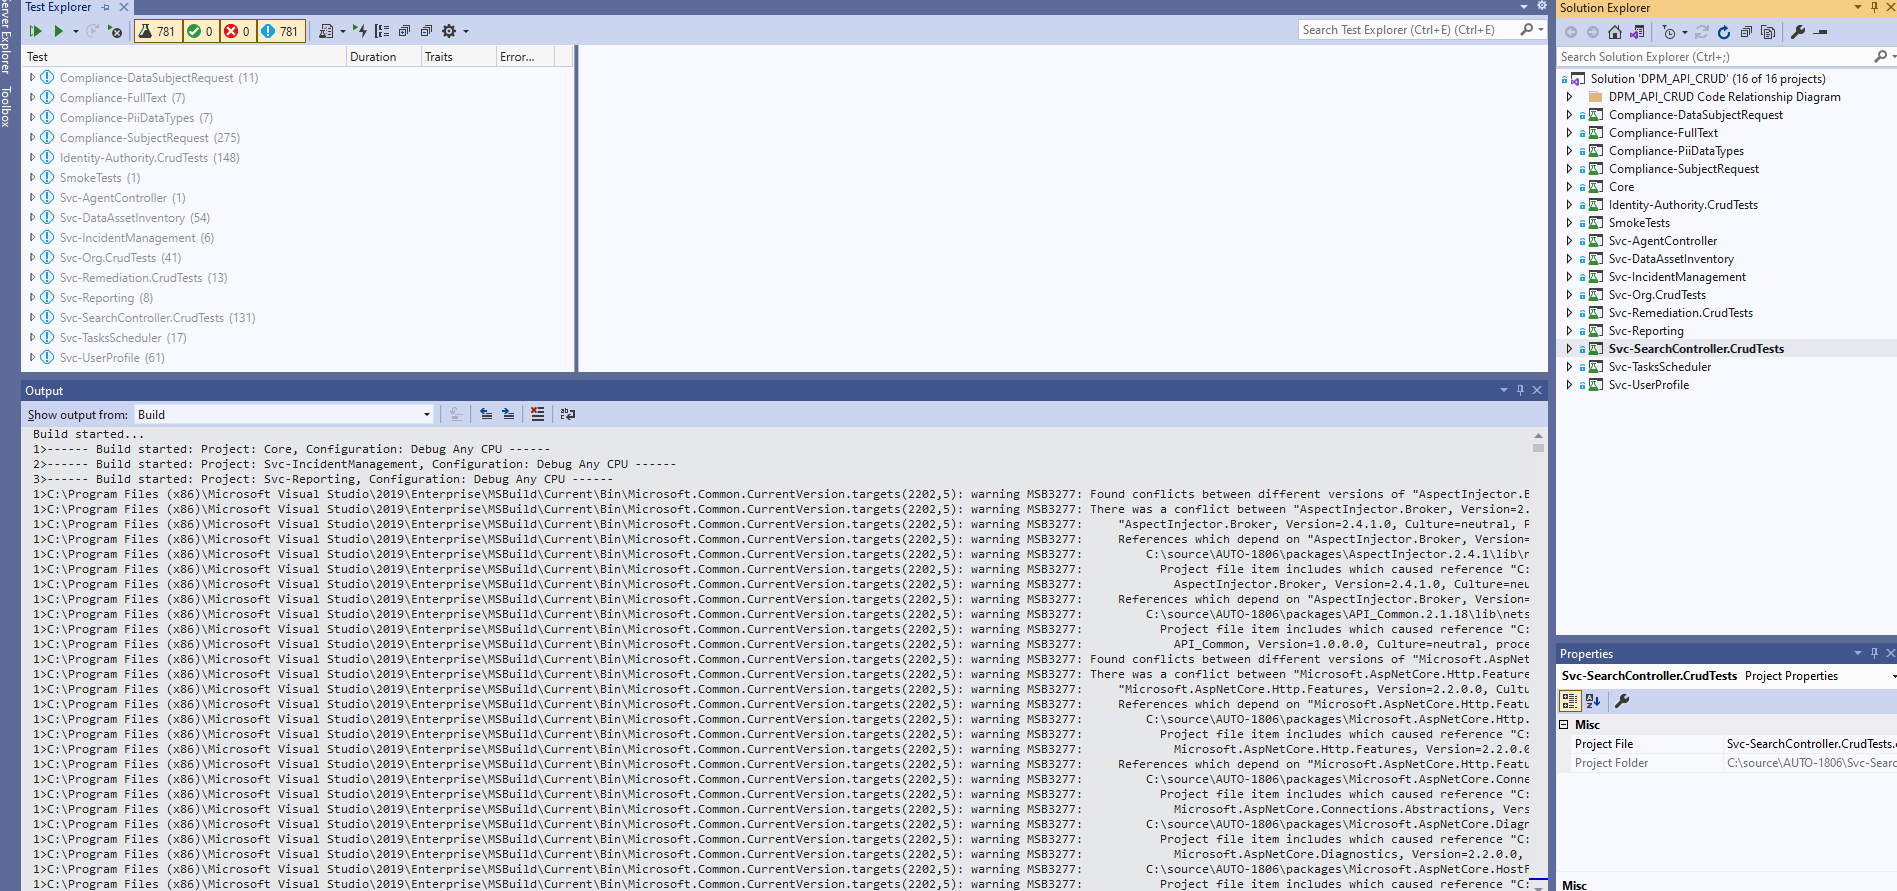 Server Explorer
Toolbox
Test Explorer
781
0
0
781
Search Test Explorer (Ctrl+E) (Ctrl+E)
Test
Duration
Traits
Error...
Compliance-DataSubjectRequest (11)
Compliance-FullText (7)
Compliance-PiiDataTypes (7)
Compliance-SubjectRequest (275)
Identity-Authority.CrudTests (148)
SmokeTests (1)
Svc-AgentController (1)
Svc-DataAssetInventory (54)
Svc-IncidentManagement (6)
Svc-Org.CrudTests (41)
Svc-Remediation.CrudTests (13)
Svc-Reporting (8)
Svc-SearchController.CrudTests (131)
Svc-TasksScheduler (17)
Svc-UserProfile (61)
Output
Show output from: Build
Build started...
1>------ Build started: Project: Core, Configuration: Debug Any CPU ------
2>------ Build started: Project: Svc-IncidentManagement, Configuration: Debug Any CPU ------
3>------ Build started: Project: Svc-Reporting, Configuration: Debug Any CPU ------
1>C:\Program Files (x86)\Microsoft Visual Studio\2019\Enterprise\MSBuild\Current\Bin\Microsoft.Common.CurrentVersion.targets(2202,5): warning MSB3277: Found conflicts between different versions of "AspectInjector.B
1>C:\Program Files (x86)\Microsoft Visual Studio\2019\Enterprise\MSBuild\Current\Bin\Microsoft.Common.CurrentVersion.targets(2202,5): warning MSB3277: There was a conflict between "AspectInjector.Broker, Version=2.
1>C:\Program Files (x86)\Microsoft Visual Studio\2019\Enterprise\MSBuild\Current\Bin\Microsoft.Common.CurrentVersion.targets(2202,5): warning MSB3277: "AspectInjector.Broker, Version=2.4.1.0, Culture=neutral, P
1>C:\Program Files (x86)\Microsoft Visual Studio\2019\Enterprise\MSBuild\Current\Bin\Microsoft.Common.CurrentVersion.targets(2202,5): warning MSB3277: References which depend on "AspectInjector.Broker, Version=
1>C:\Program Files (x86)\Microsoft Visual Studio\2019\Enterprise\MSBuild\Current\Bin\Microsoft.Common.CurrentVersion.targets(2202,5): warning MSB3277: C:\source\AUTO-1806\packages\AspectInjector.2.4.1\lib\n
1>C:\Program Files (x86)\Microsoft Visual Studio\2019\Enterprise\MSBuild\Current\Bin\Microsoft.Common.CurrentVersion.targets(2202,5): warning MSB3277: Project file item includes which caused reference "C:
1>C:\Program Files (x86)\Microsoft Visual Studio\2019\Enterprise\MSBuild\Current\Bin\Microsoft.Common.CurrentVersion.targets(2202,5): warning MSB3277: AspectInjector.Broker, Version=2.4.1.0, Culture=neu
1>C:\Program Files (x86)\Microsoft Visual Studio\2019\Enterprise\MSBuild\Current\Bin\Microsoft.Common.CurrentVersion.targets(2202,5): warning MSB3277: References which depend on "AspectInjector.Broker, Version=
1>C:\Program Files (x86)\Microsoft Visual Studio\2019\Enterprise\MSBuild\Current\Bin\Microsoft.Common.CurrentVersion.targets(2202,5): warning MSB3277: C:\source\AUTO-1806\packages\API_Common.2.1.18\lib\nets
1>C:\Program Files (x86)\Microsoft Visual Studio\2019\Enterprise\MSBuild\Current\Bin\Microsoft.Common.CurrentVersion.targets(2202,5): warning MSB3277: Project file item includes which caused reference "C:
1>C:\Program Files (x86)\Microsoft Visual Studio\2019\Enterprise\MSBuild\Current\Bin\Microsoft.Common.CurrentVersion.targets(2202,5): warning MSB3277: API_Common, Version=1.0.0.0, Culture=neutral, proce
1>C:\Program Files (x86)\Microsoft Visual Studio\2019\Enterprise\MSBuild\Current\Bin\Microsoft.Common.CurrentVersion.targets(2202,5): warning MSB3277: Found conflicts between different versions of "Microsoft.AspNet
1>C:\Program Files (x86)\Microsoft Visual Studio\2019\Enterprise\MSBuild\Current\Bin\Microsoft.Common.CurrentVersion.targets(2202,5): warning MSB3277: There was a conflict between "Microsoft.AspNetCore.Http.Feature
1>C:\Program Files (x86)\Microsoft Visual Studio\2019\Enterprise\MSBuild\Current\Bin\Microsoft.Common.CurrentVersion.targets(2202,5): warning MSB3277: "Microsoft.AspNetCore.Http.Features, Version=2.2.0.0, Cultu
1>C:\Program Files (x86)\Microsoft Visual Studio\2019\Enterprise\MSBuild\Current\Bin\Microsoft.Common.CurrentVersion.targets(2202,5): warning MSB3277: References which depend on "Microsoft.AspNetCore.Http.Featu
1>C:\Program Files (x86)\Microsoft Visual Studio\2019\Enterprise\MSBuild\Current\Bin\Microsoft.Common.CurrentVersion.targets(2202,5): warning MSB3277: C:\source\AUTO-1806\packages\Microsoft.AspNetCore.Http.
1>C:\Program Files (x86)\Microsoft Visual Studio\2019\Enterprise\MSBuild\Current\Bin\Microsoft.Common.CurrentVersion.targets(2202,5): warning MSB3277: Project file item includes which caused reference "C:
1>C:\Program Files (x86)\Microsoft Visual Studio\2019\Enterprise\MSBuild\Current\Bin\Microsoft.Common.CurrentVersion.targets(2202,5): warning MSB3277: Microsoft.AspNetCore.Http.Features, Version=2.2.0.0
1>C:\Program Files (x86)\Microsoft Visual Studio\2019\Enterprise\MSBuild\Current\Bin\Microsoft.Common.CurrentVersion.targets(2202,5): warning MSB3277: References which depend on "Microsoft.AspNetCore.Http.Featu
1>C:\Program Files (x86)\Microsoft Visual Studio\2019\Enterprise\MSBuild\Current\Bin\Microsoft.Common.CurrentVersion.targets(2202,5): warning MSB3277: C:\source\AUTO-1806\packages\Microsoft.AspNetCore.Conne
1>C:\Program Files (x86)\Microsoft Visual Studio\2019\Enterprise\MSBuild\Current\Bin\Microsoft.Common.CurrentVersion.targets(2202,5): warning MSB3277: Project file item includes which caused reference "C:
1>C:\Program Files (x86)\Microsoft Visual Studio\2019\Enterprise\MSBuild\Current\Bin\Microsoft.Common.CurrentVersion.targets(2202,5): warning MSB3277: Microsoft.AspNetCore.Connections.Abstractions, Vers
1>C:\Program Files (x86)\Microsoft Visual Studio\2019\Enterprise\MSBuild\Current\Bin\Microsoft.Common.CurrentVersion.targets(2202,5): warning MSB3277: C:\source\AUTO-1806\packages\Microsoft.AspNetCore.Diagn
1>C:\Program Files (x86)\Microsoft Visual Studio\2019\Enterprise\MSBuild\Current\Bin\Microsoft.Common.CurrentVersion.targets(2202,5): warning MSB3277: Project file item includes which caused reference "C:
1>C:\Program Files (x86)\Microsoft Visual Studio\2019\Enterprise\MSBuild\Current\Bin\Microsoft.Common.CurrentVersion.targets(2202,5): warning MSB3277: Microsoft.AspNetCore.Diagnostics, Version=2.2.0.0,
1>C:\Program Files (x86)\Microsoft Visual Studio\2019\Enterprise\MSBuild\Current\Bin\Microsoft.Common.CurrentVersion.targets(2202,5): warning MSB3277: C:\source\AUTO-1806\packages\Microsoft.AspNetCore.HostF
1>C:\Program Files (x86)\Microsoft Visual Studio\2019\Enterprise\MSBuild\Current\Bin\Microsoft.Common.CurrentVersion.targets(2202,5): warning MSB3277: Project file item includes which caused reference "C:
Solution Explorer
Search Solution Explorer (Ctrl+;)
Solution 'DPM_API_CRUD' (16 of 16 projects)
DPM_API_CRUD Code Relationship Diagram
Compliance-DataSubjectRequest
Compliance-FullText
Compliance-PiiDataTypes
Compliance-SubjectRequest
Core
Identity-Authority.CrudTests
SmokeTests
Svc-AgentController
Svc-DataAssetInventory
Svc-IncidentManagement
Svc-Org.CrudTests
Svc-Remediation.CrudTests
Svc-Reporting
Svc-SearchController.CrudTests
Svc-TasksScheduler
Svc-UserProfile
Properties
Svc-SearchController.CrudTests Project Properties
Misc
Project File Svc-SearchController.CrudTests.
Project Folder C:\source\AUTO-1806\Svc-Sear
Misc